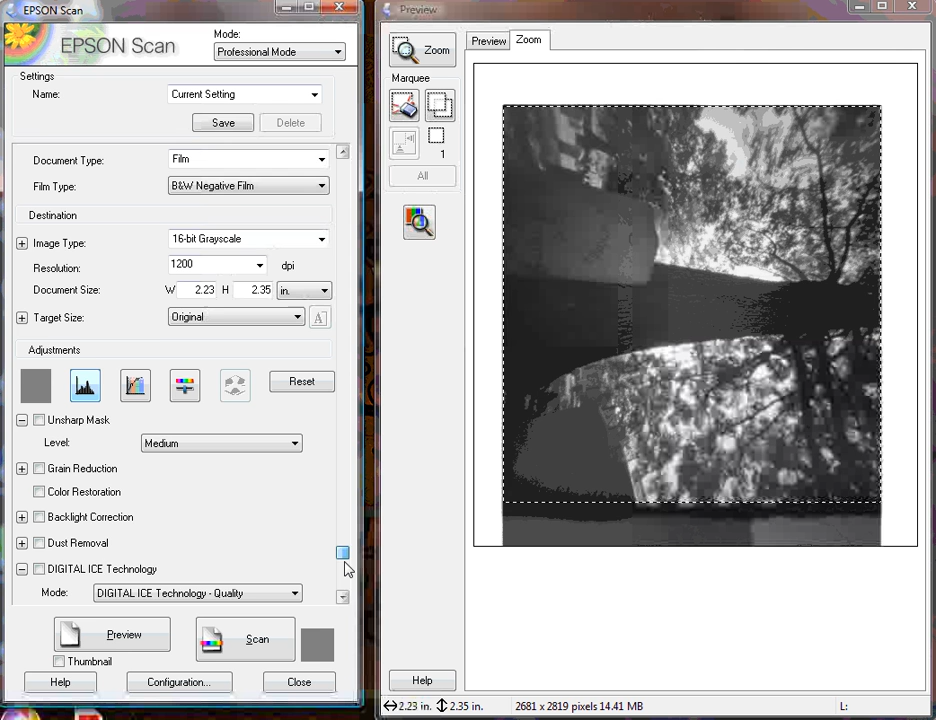 EPSON Scan
EPSON Scan
Mode:
Professional Mode
Settings
Name:
Current Setting
Save
Delete
Document Type:
Film
Film Type:
B&W Negative Film
Destination
Image Type:
16-bit Grayscale
Resolution:
1200
dpi
Document Size:
W
2.23
H
2.35
in.
Target Size:
Original
A
Adjustments
Reset
Unsharp Mask
Level:
Medium
Grain Reduction
Color Restoration
Backlight Correction
Dust Removal
DIGITAL ICE Technology
Mode:
DIGITAL ICE Technology - Quality
Preview
Scan
Thumbnail
Help
Configuration...
Close
Preview
Zoom
Marquee
1
All
Help
Preview
Zoom
2.23 in.
2.35 in.
2681 x 2819 pixels 14.41 MB
L: